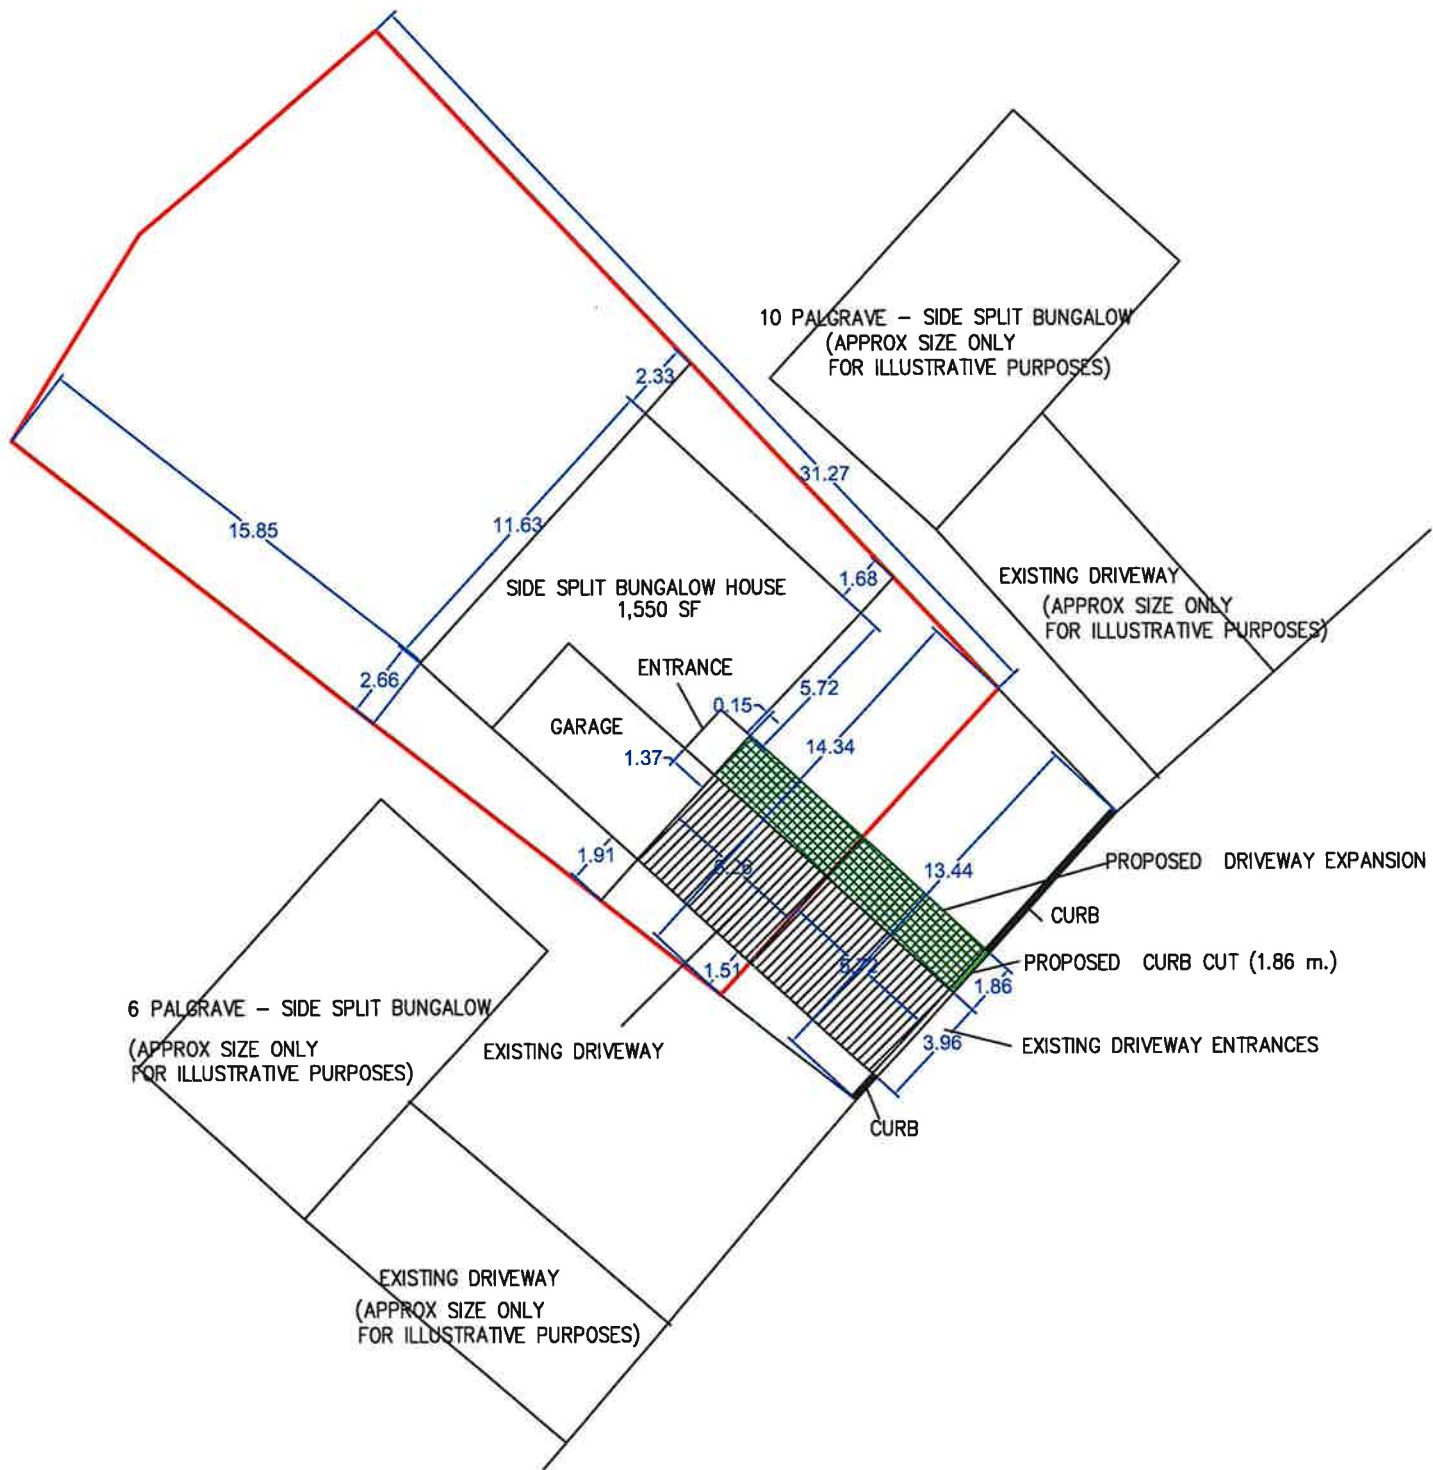 10 PALGRAVE – SIDE SPLIT BUNGALOW
(APPROX SIZE ONLY
FOR ILLUSTRATIVE PURPOSES)
2.33
31.27
15.85
11.63
1.68
EXISTING DRIVEWAY
(APPROX SIZE ONLY
FOR ILLUSTRATIVE PURPOSES)
SIDE SPLIT BUNGALOW HOUSE
1,550 SF
ENTRANCE
2.66
5.72
0.15
GARAGE
14.34
1.37
1.91
5.26
13.44
PROPOSED DRIVEWAY EXPANSION
CURB
1.51
5.72
PROPOSED CURB CUT (1.86 m.)
1.86
6 PALGRAVE – SIDE SPLIT BUNGALOW
(APPROX SIZE ONLY
FOR ILLUSTRATIVE PURPOSES)
EXISTING DRIVEWAY
3.96
EXISTING DRIVEWAY ENTRANCES
CURB
EXISTING DRIVEWAY
(APPROX SIZE ONLY
FOR ILLUSTRATIVE PURPOSES)